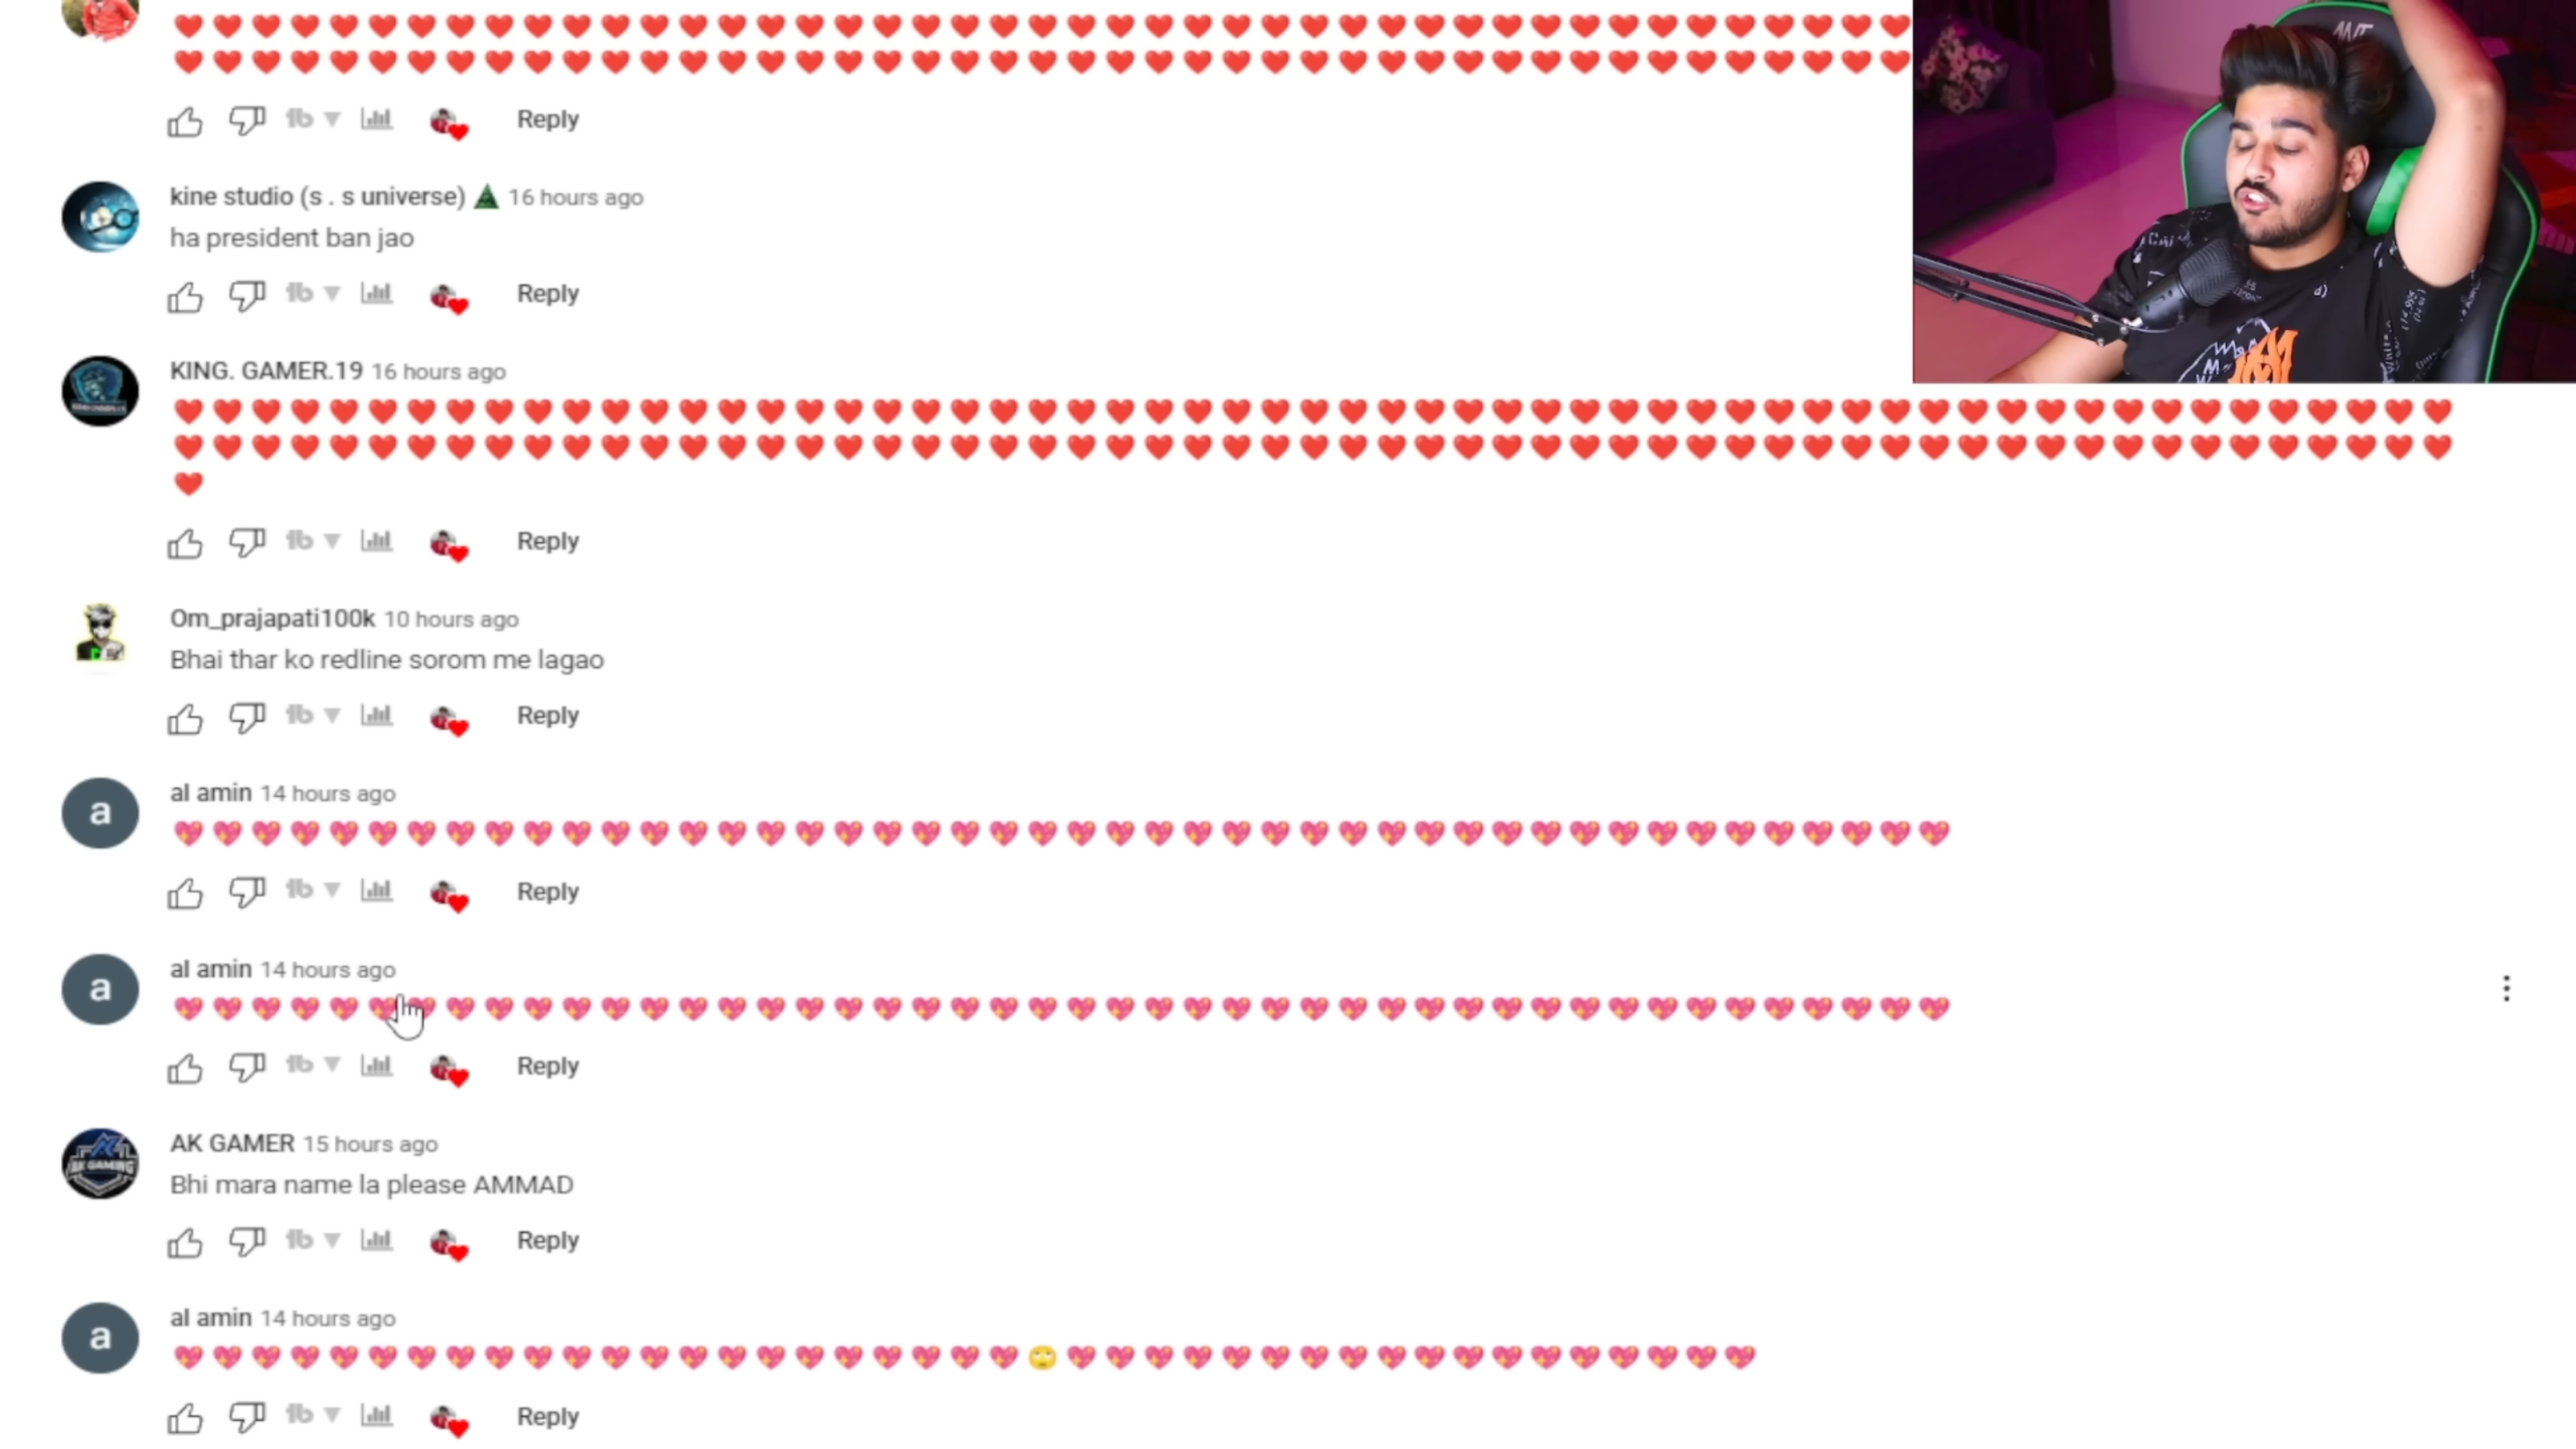 ❤️❤️❤️❤️❤️❤️❤️❤️❤️❤️❤️❤️❤️❤️❤️❤️❤️❤️❤️❤️❤️❤️❤️❤️❤️❤️❤️❤️❤️❤️❤️❤️❤️❤️❤️❤️❤️❤️❤️❤️❤️❤️❤️❤️❤️
❤️❤️❤️❤️❤️❤️❤️❤️❤️❤️❤️❤️❤️❤️❤️❤️❤️❤️❤️❤️❤️❤️❤️❤️❤️❤️❤️❤️❤️❤️❤️❤️❤️❤️❤️❤️❤️❤️❤️❤️❤️❤️❤️❤️❤️
Reply
kine studio (s . s universe) 16 hours ago
ha president ban jao
Reply
KING. GAMER.19 16 hours ago
❤️❤️❤️❤️❤️❤️❤️❤️❤️❤️❤️❤️❤️❤️❤️❤️❤️❤️❤️❤️❤️❤️❤️❤️❤️❤️❤️❤️❤️❤️❤️❤️❤️❤️❤️❤️❤️❤️❤️❤️❤️❤️❤️❤️❤️❤️❤️❤️❤️❤️❤️❤️❤️❤️❤️❤️❤️❤️❤️
❤️❤️❤️❤️❤️❤️❤️❤️❤️❤️❤️❤️❤️❤️❤️❤️❤️❤️❤️❤️❤️❤️❤️❤️❤️❤️❤️❤️❤️❤️❤️❤️❤️❤️❤️❤️❤️❤️❤️❤️❤️❤️❤️❤️❤️❤️❤️❤️❤️❤️❤️❤️❤️❤️❤️❤️❤️❤️❤️
❤️
Reply
Om_prajapati100k 10 hours ago
Bhai thar ko redline sorom me lagao
Reply
al amin 14 hours ago
💖💖💖💖💖💖💖💖💖💖💖💖💖💖💖💖💖💖💖💖💖💖💖💖💖💖💖💖💖💖💖💖💖💖💖💖💖💖💖💖💖💖💖💖💖💖
Reply
al amin 14 hours ago
💖💖💖💖💖💖💖💖💖💖💖💖💖💖💖💖💖💖💖💖💖💖💖💖💖💖💖💖💖💖💖💖💖💖💖💖💖💖💖💖💖💖💖💖💖💖
Reply
AK GAMER 15 hours ago
Bhi mara name la please AMMAD
Reply
al amin 14 hours ago
💖💖💖💖💖💖💖💖💖💖💖💖💖💖💖💖💖💖💖💖💖💖🙄💖💖💖💖💖💖💖💖💖💖💖💖💖💖💖💖💖💖
Reply